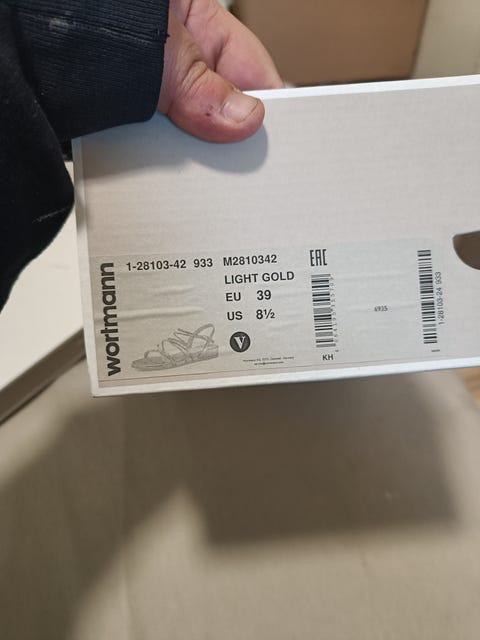 wortmann
1-28103-42 933 M2810342
LIGHT GOLD
EU 39
US 8½
V
EAC
KH
6935
1-28103-24 933